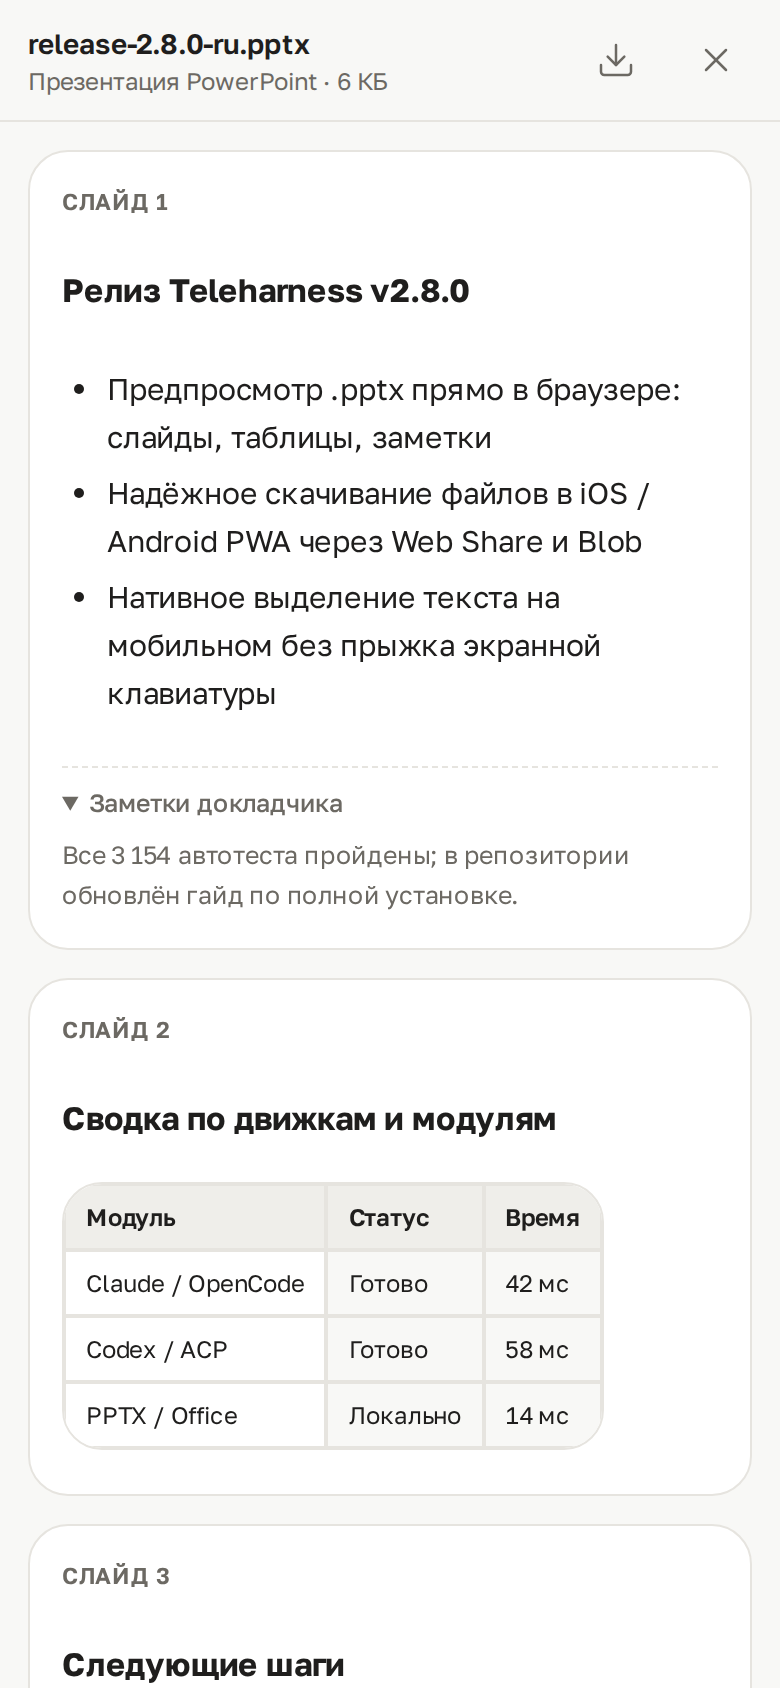 release-2.8.0-ru.pptx
Презентация PowerPoint · 6 КБ
СЛАЙД 1
Релиз Teleharness v2.8.0
• Предпросмотр .pptx прямо в браузере:
слайды, таблицы, заметки
• Надёжное скачивание файлов в iOS /
Android PWA через Web Share и Blob
• Нативное выделение текста на
мобильном без прыжка экранной
клавиатуры
▼ Заметки докладчика
Все 3 154 автотеста пройдены; в репозитории
обновлён гайд по полной установке.
СЛАЙД 2
Сводка по движкам и модулям
Модуль Статус Время
Claude / OpenCode Готово 42 мс
Codex / ACP Готово 58 мс
PPTX / Office Локально 14 мс
СЛАЙД 3
Следующие шаги